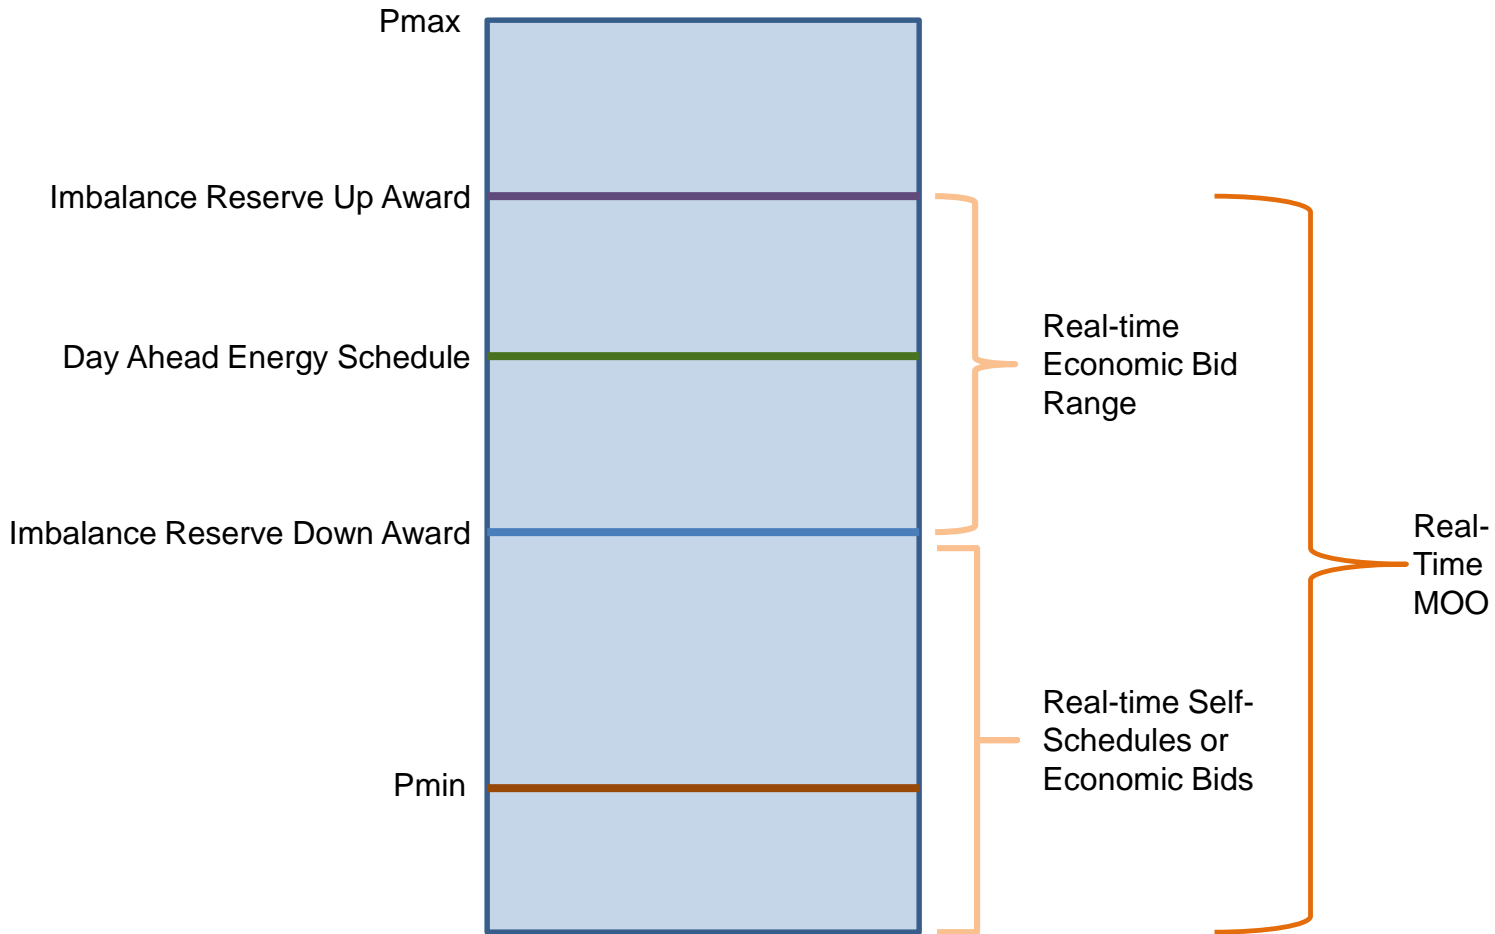 Pmax
Imbalance Reserve Up Award
Day Ahead Energy Schedule
Imbalance Reserve Down Award
Pmin
Real-time
Economic Bid
Range
Real-time Self-
Schedules or
Economic Bids
Real-
Time
MOO